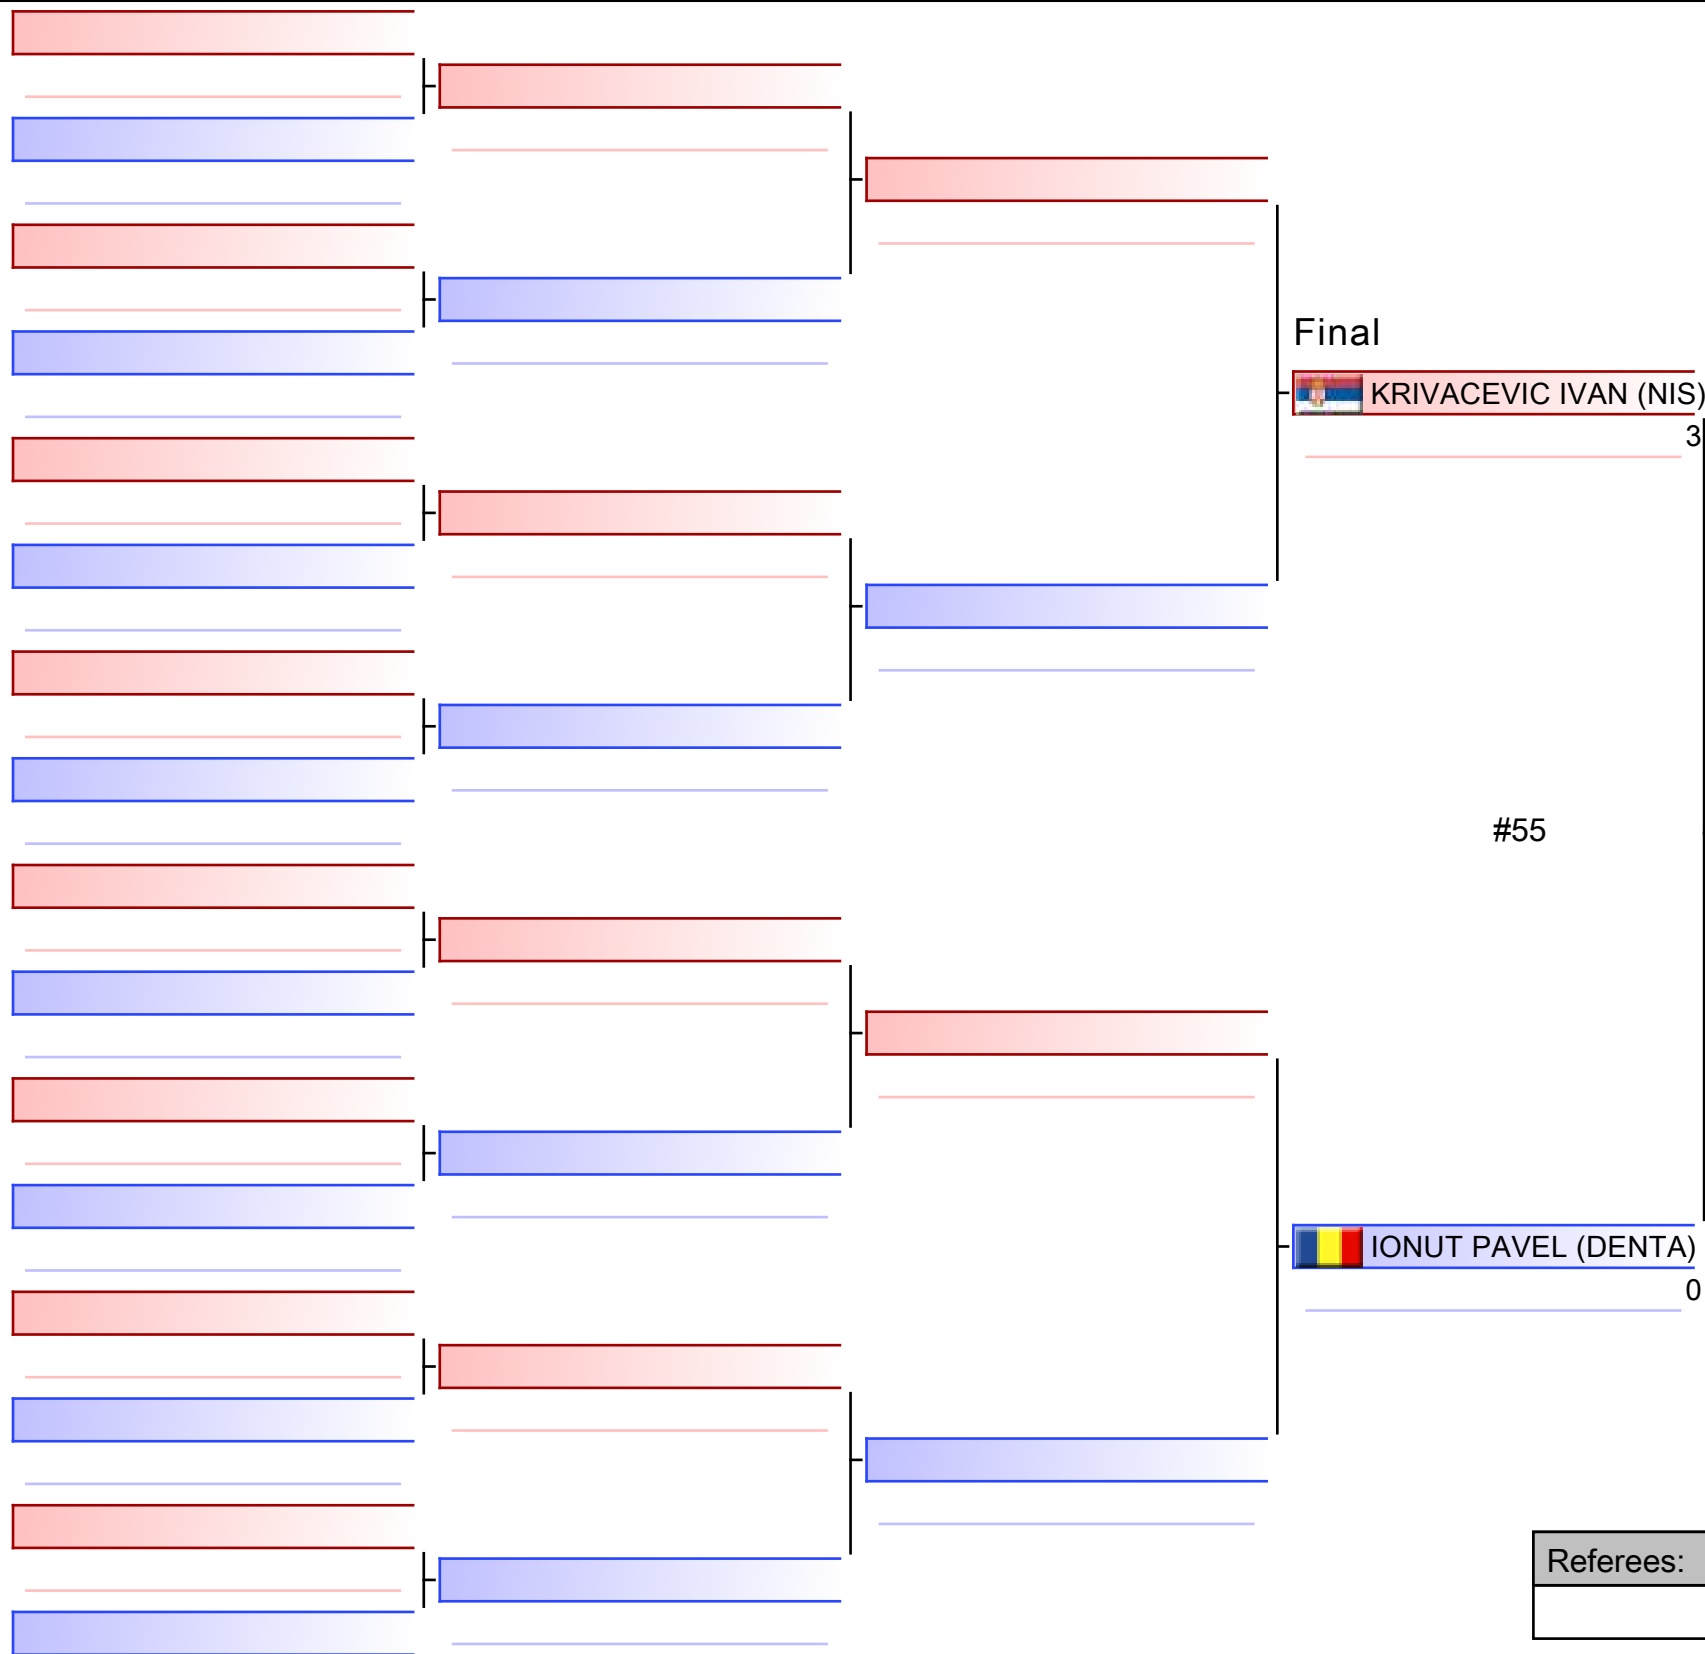 Final
KRIVACEVIC IVAN (NIS)
3
#55
IONUT PAVEL (DENTA)
0
Referees: